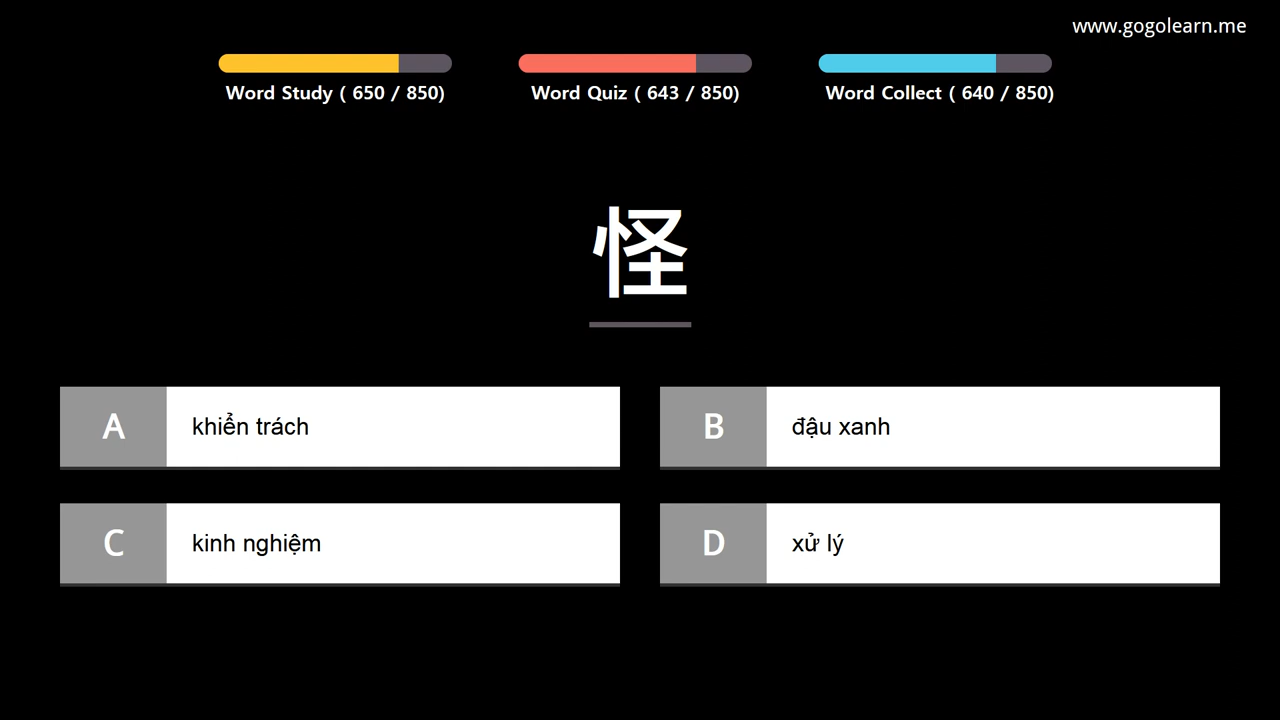 www.gogolearn.me
Word Study ( 650 / 850)
Word Quiz ( 643 / 850)
Word Collect ( 640 / 850)
怪
A khiển trách
B đậu xanh
C kinh nghiệm
D xử lý